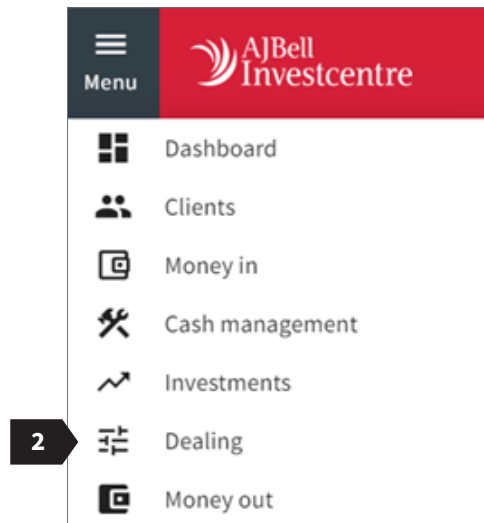 Menu
AJBell
Investcentre
Dashboard
Clients
Money in
Cash management
Investments
2
Dealing
Money out